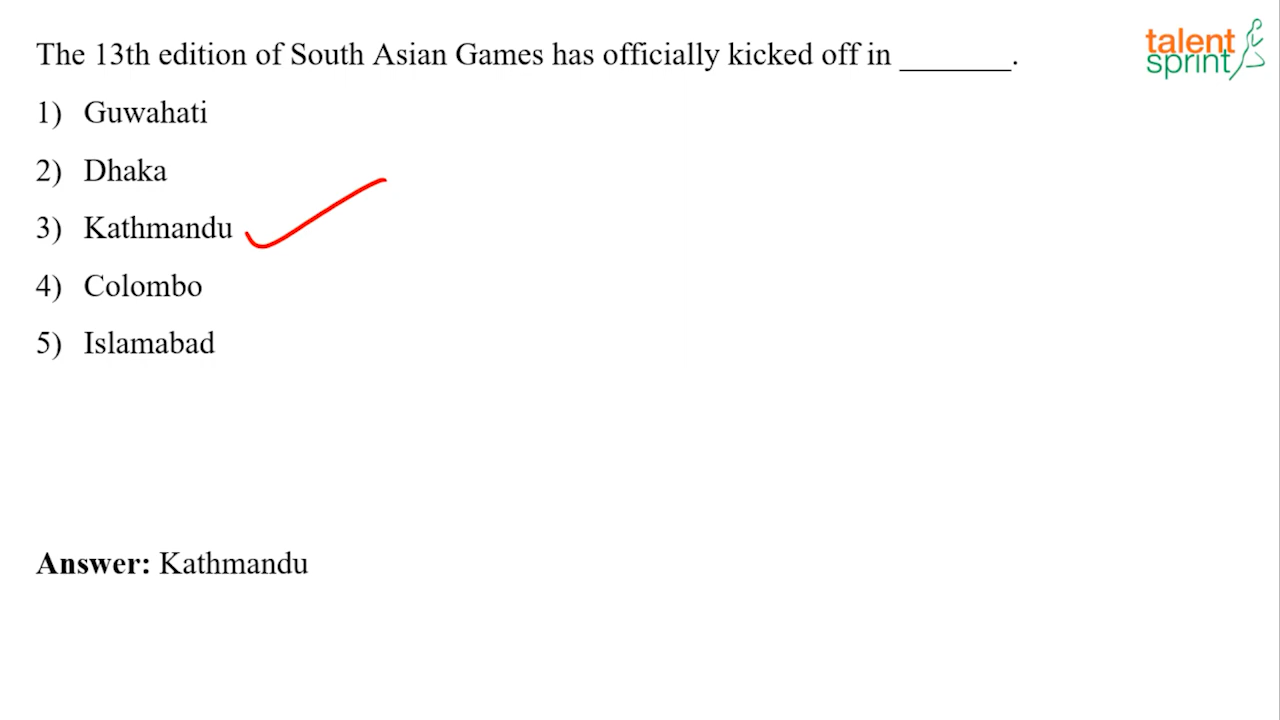 The 13th edition of South Asian Games has officially kicked off in _______.
talent
sprint
1) Guwahati
2) Dhaka
3) Kathmandu
4) Colombo
5) Islamabad
Answer: Kathmandu